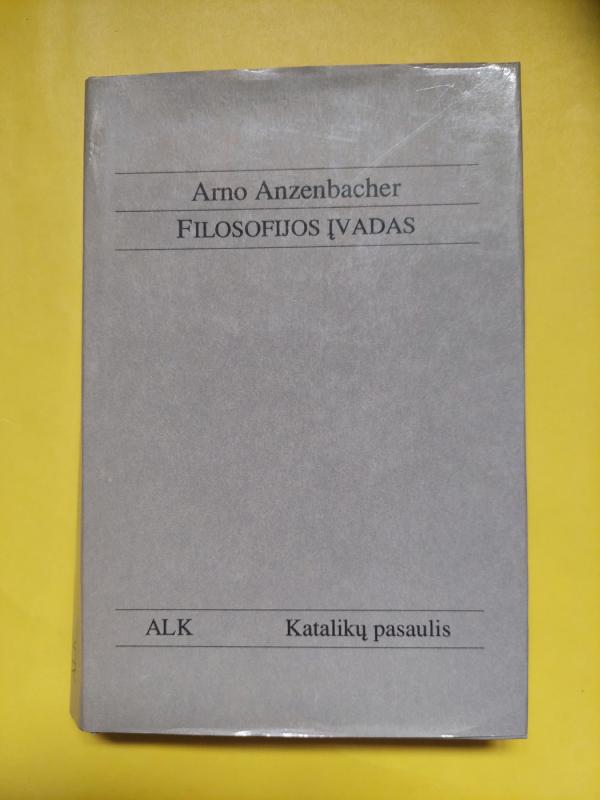 Arno Anzenbacher
FILOSOFIJOS ĮVADAS
ALK Katalikų pasaulis